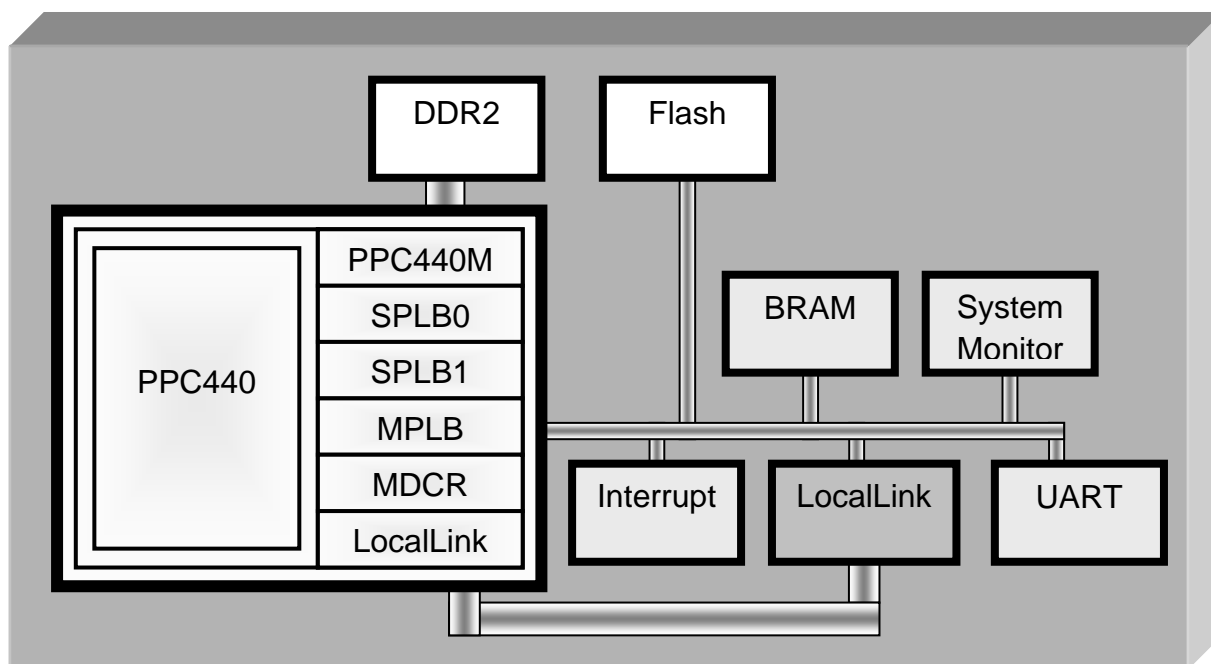 DDR2
Flash
PPC440
PPC440M
SPLB0
SPLB1
MPLB
MDCR
LocalLink
BRAM
System
Monitor
Interrupt
LocalLink
UART